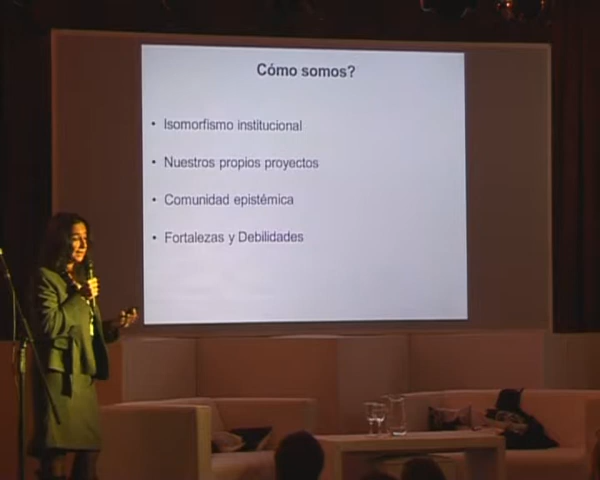 Cómo somos?
• Isomorfismo institucional
• Nuestros propios proyectos
• Comunidad epistémica
• Fortalezas y Debilidades